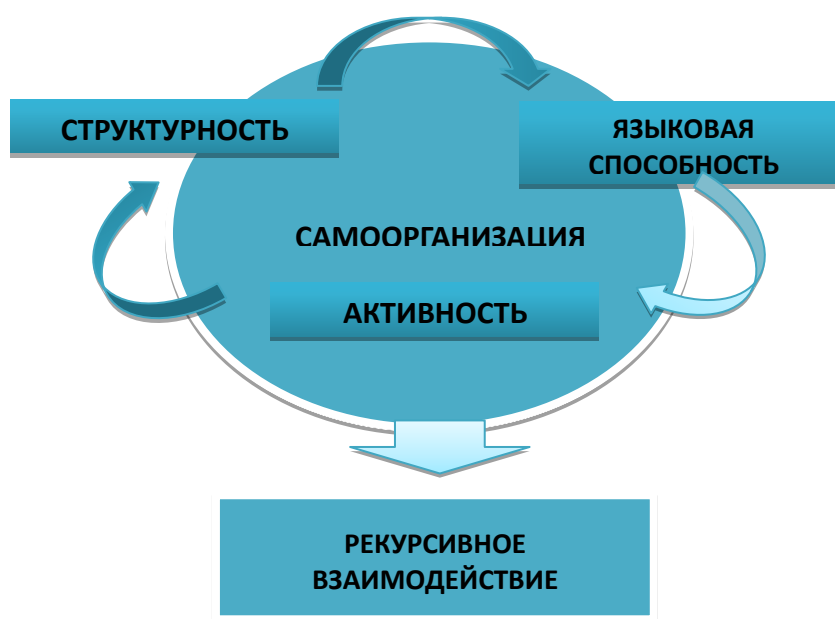 СТРУКТУРНОСТЬ
ЯЗЫКОВАЯ
СПОСОБНОСТЬ
САМООРГАНИЗАЦИЯ
АКТИВНОСТЬ
РЕКУРСИВНОЕ
ВЗАИМОДЕЙСТВИЕ